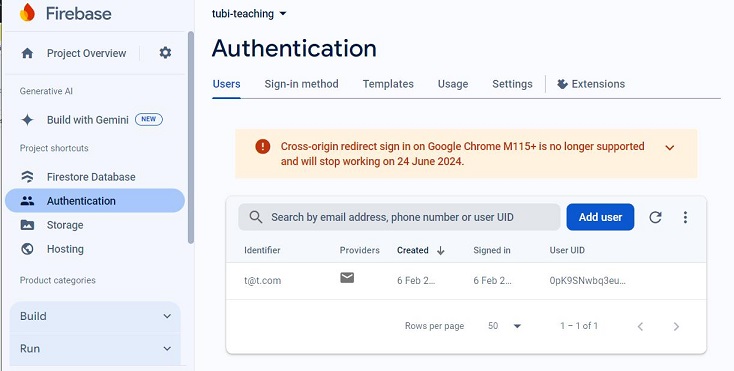 Firebase
Project Overview
Generative AI
Build with Gemini NEW
Project shortcuts
Firestore Database
Authentication
Storage
Hosting
Product categories
Build
Run
tubi-teaching
Authentication
Users Sign-in method Templates Usage Settings Extensions
Cross-origin redirect sign in on Google Chrome M115+ is no longer supported
and will stop working on 24 June 2024.
Search by email address, phone number or user UID Add user
Identifier Providers Created Signed in User UID
t@t.com 6 Feb 2... 6 Feb 2... 0pK9SNwbq3eu...
Rows per page 50 1 – 1 of 1